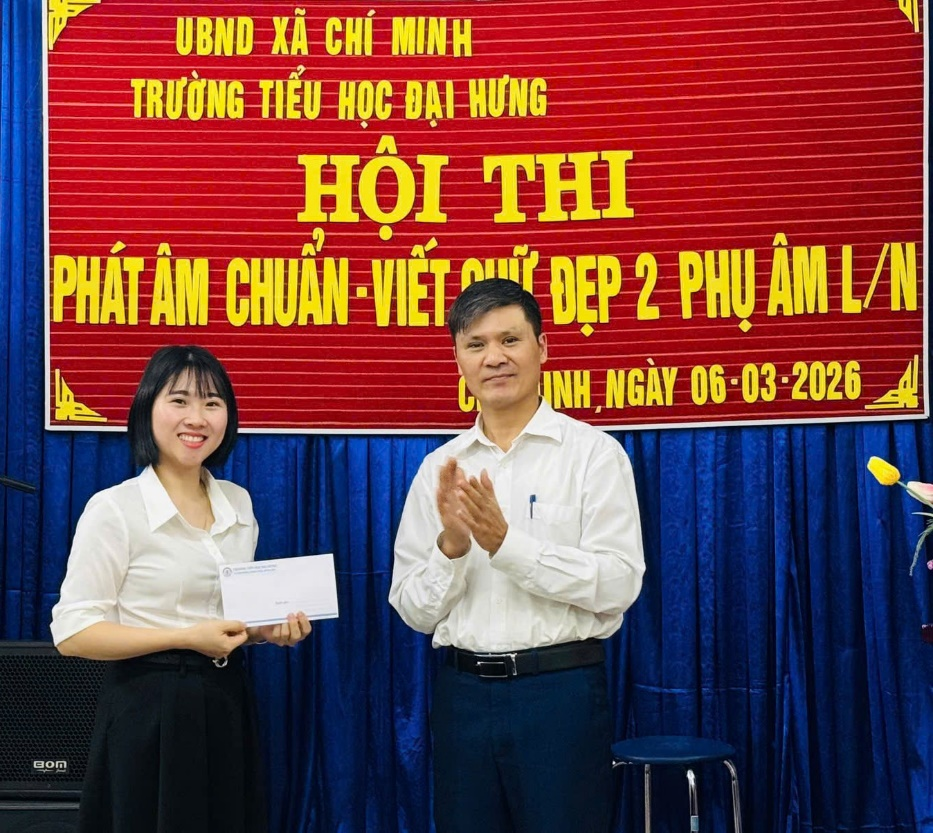 UBND XÃ CHÍ MINH
TRƯỜNG TIỂU HỌC ĐẠI HƯNG
HỘI THI
PHÁT ÂM CHUẨN - VIẾT CHỮ ĐẸP 2 PHỤ ÂM L/N
NGÀY 06-03-2026
BOM